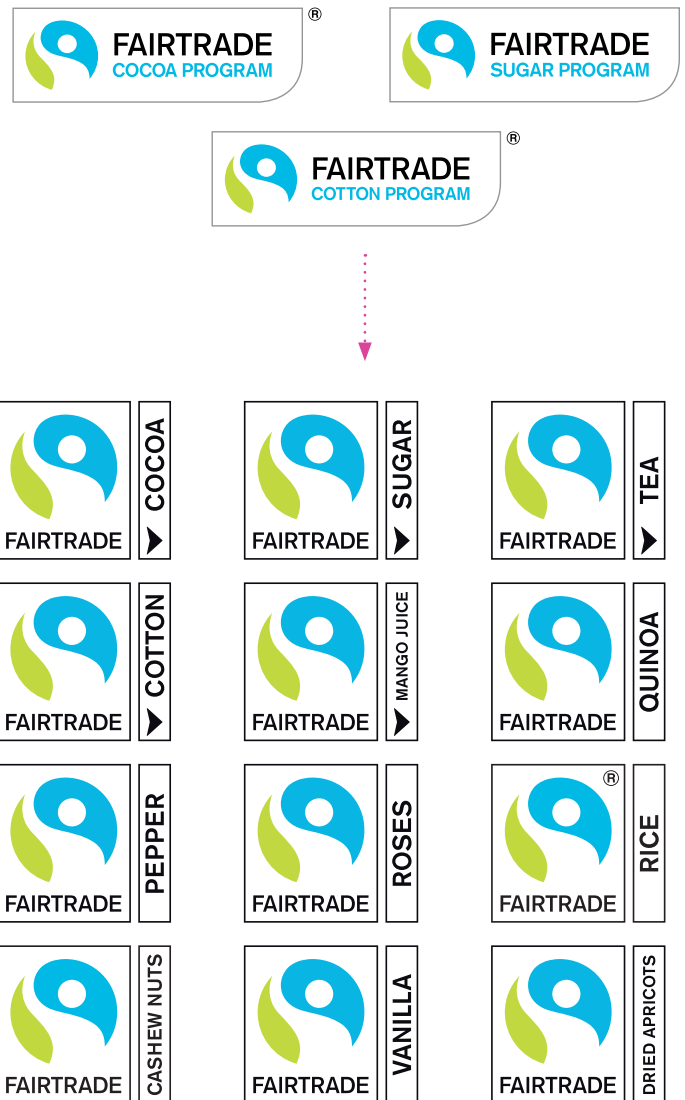 FAIRTRADE
COCOA PROGRAM
®
FAIRTRADE
SUGAR PROGRAM
FAIRTRADE
COTTON PROGRAM
®
FAIRTRADE
COCOA
FAIRTRADE
SUGAR
FAIRTRADE
TEA
FAIRTRADE
COTTON
FAIRTRADE
MANGO JUICE
FAIRTRADE
QUINOA
FAIRTRADE
PEPPER
FAIRTRADE
ROSES
®
FAIRTRADE
RICE
FAIRTRADE
CASHEW NUTS
FAIRTRADE
VANILLA
FAIRTRADE
DRIED APRICOTS